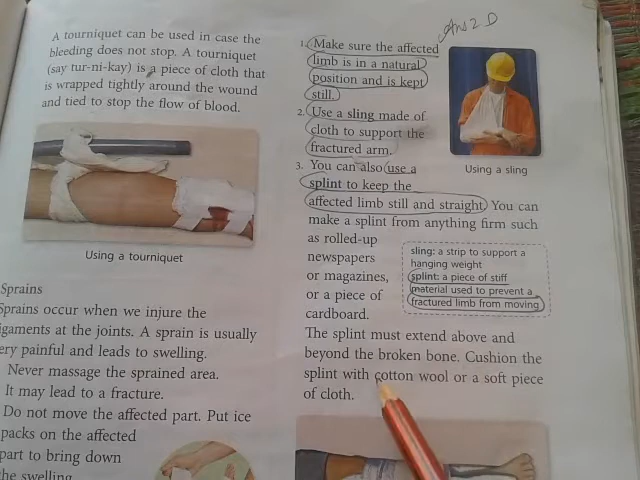 A tourniquet can be used in case the
bleeding does not stop. A tourniquet
(say tur-ni-kay) is a piece of cloth that
is wrapped tightly around the wound
and tied to stop the flow of blood.
Using a tourniquet
Sprains
Sprains occur when we injure the
igaments at the joints. A sprain is usually
ery painful and leads to swelling.
Never massage the sprained area.
It may lead to a fracture.
Do not move the affected part. Put ice
packs on the affected
part to bring down
he swelling
Ans 2 D
1. Make sure the affected
limb is in a natural
position and is kept
still.
2. Use a sling made of
cloth to support the
fractured arm.
3. You can also use a
splint to keep the
affected limb still and straight. You can
make a splint from anything firm such
as rolled-up
newspapers
or magazines,
or a piece of
cardboard.
Using a sling
sling: a strip to support a
hanging weight
splint: a piece of stiff
material used to prevent a
fractured limb from moving
The splint must extend above and
beyond the broken bone. Cushion the
splint with cotton wool or a soft piece
of cloth.